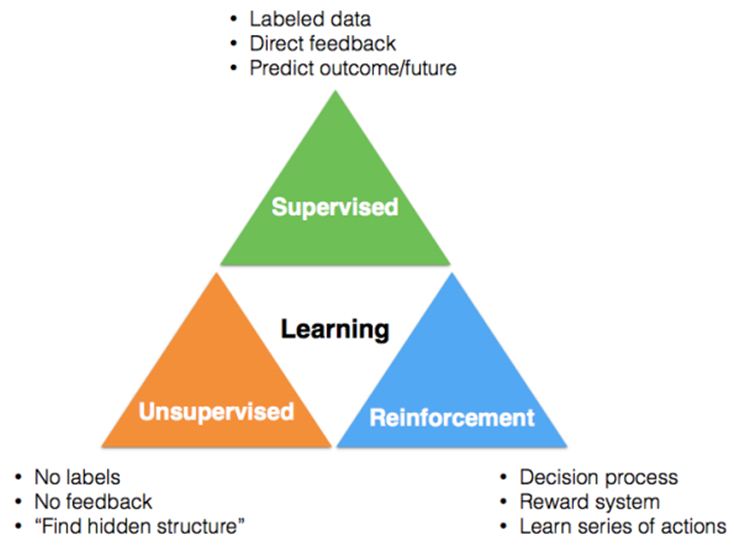 • Labeled data
• Direct feedback
• Predict outcome/future
Supervised
Learning
Unsupervised
Reinforcement
• No labels
• No feedback
• “Find hidden structure”
• Decision process
• Reward system
• Learn series of actions